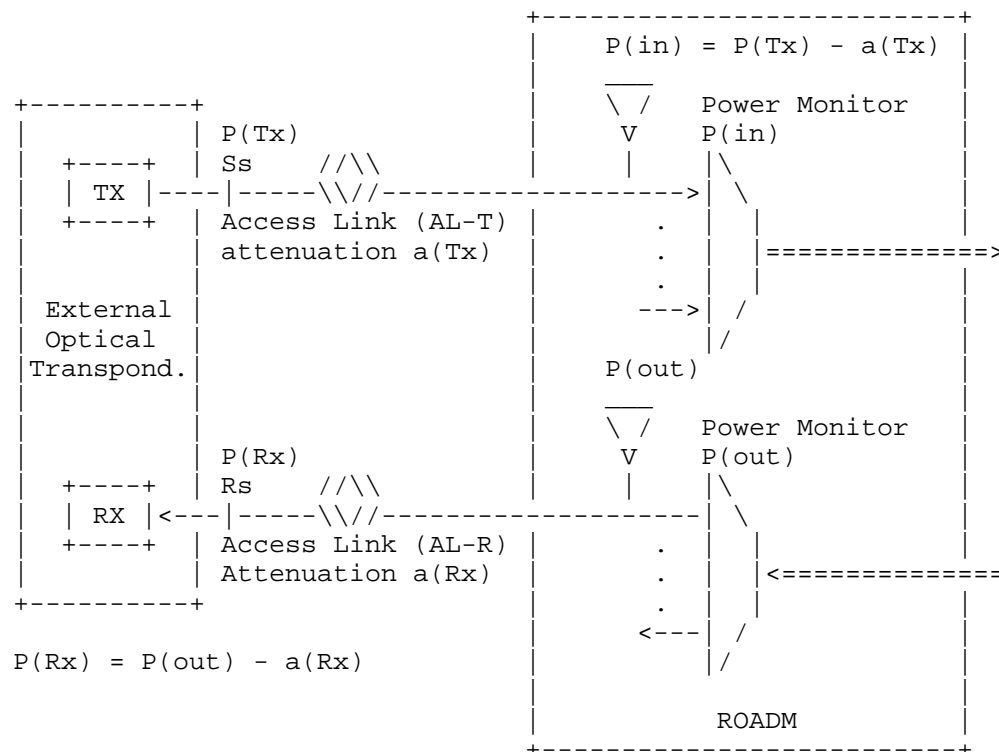 P(in) = P(Tx) - a(Tx)
Power Monitor
P(Tx) V P(in)
Ss
TX
Access Link (AL-T)
attenuation a(Tx)
External
Optical
Transpond.
P(out)
Power Monitor
P(Rx) V P(out)
Rs
RX
Access Link (AL-R)
Attenuation a(Rx)
P(Rx) = P(out) - a(Rx)
ROADM